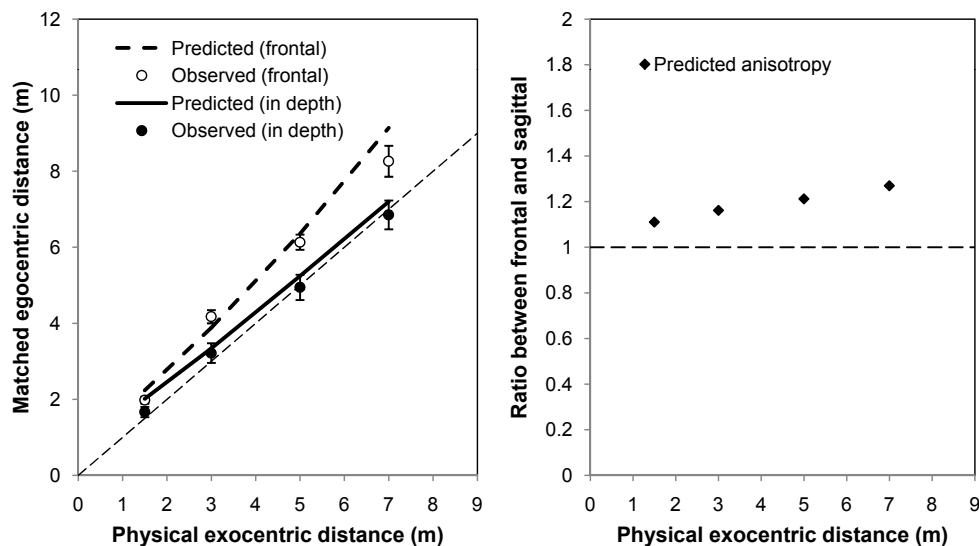 12
10
8
6
4
2
0
Matched egocentric distance (m)
Predicted (frontal)
Observed (frontal)
Predicted (in depth)
Observed (in depth)
0 1 2 3 4 5 6 7 8 9
Physical exocentric distance (m)
2
1.8
1.6
1.4
1.2
1
0.8
0.6
0.4
0.2
0
Ratio between frontal and sagittal
Predicted anisotropy
0 1 2 3 4 5 6 7 8 9
Physical exocentric distance (m)